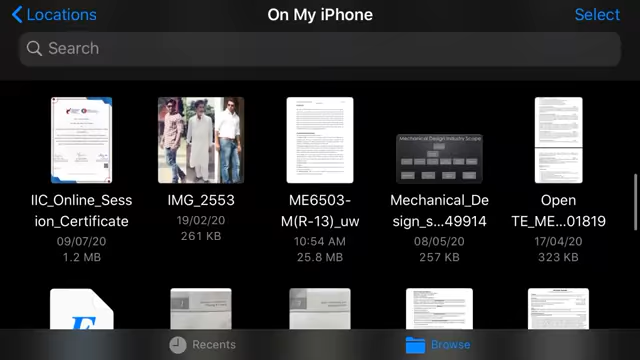 Locations
On My iPhone
Select
Search
IIC_Online_Sess
ion_Certificate
09/07/20
1.2 MB
IMG_2553
19/02/20
261 KB
ME6503-
M(R-13)_uw
10:54 AM
25.8 MB
Mechanical Design Industry Scope
Mechanical_De
sign_s...49914
08/05/20
257 KB
Open
TE_ME...01819
17/04/20
323 KB
Recents
Browse